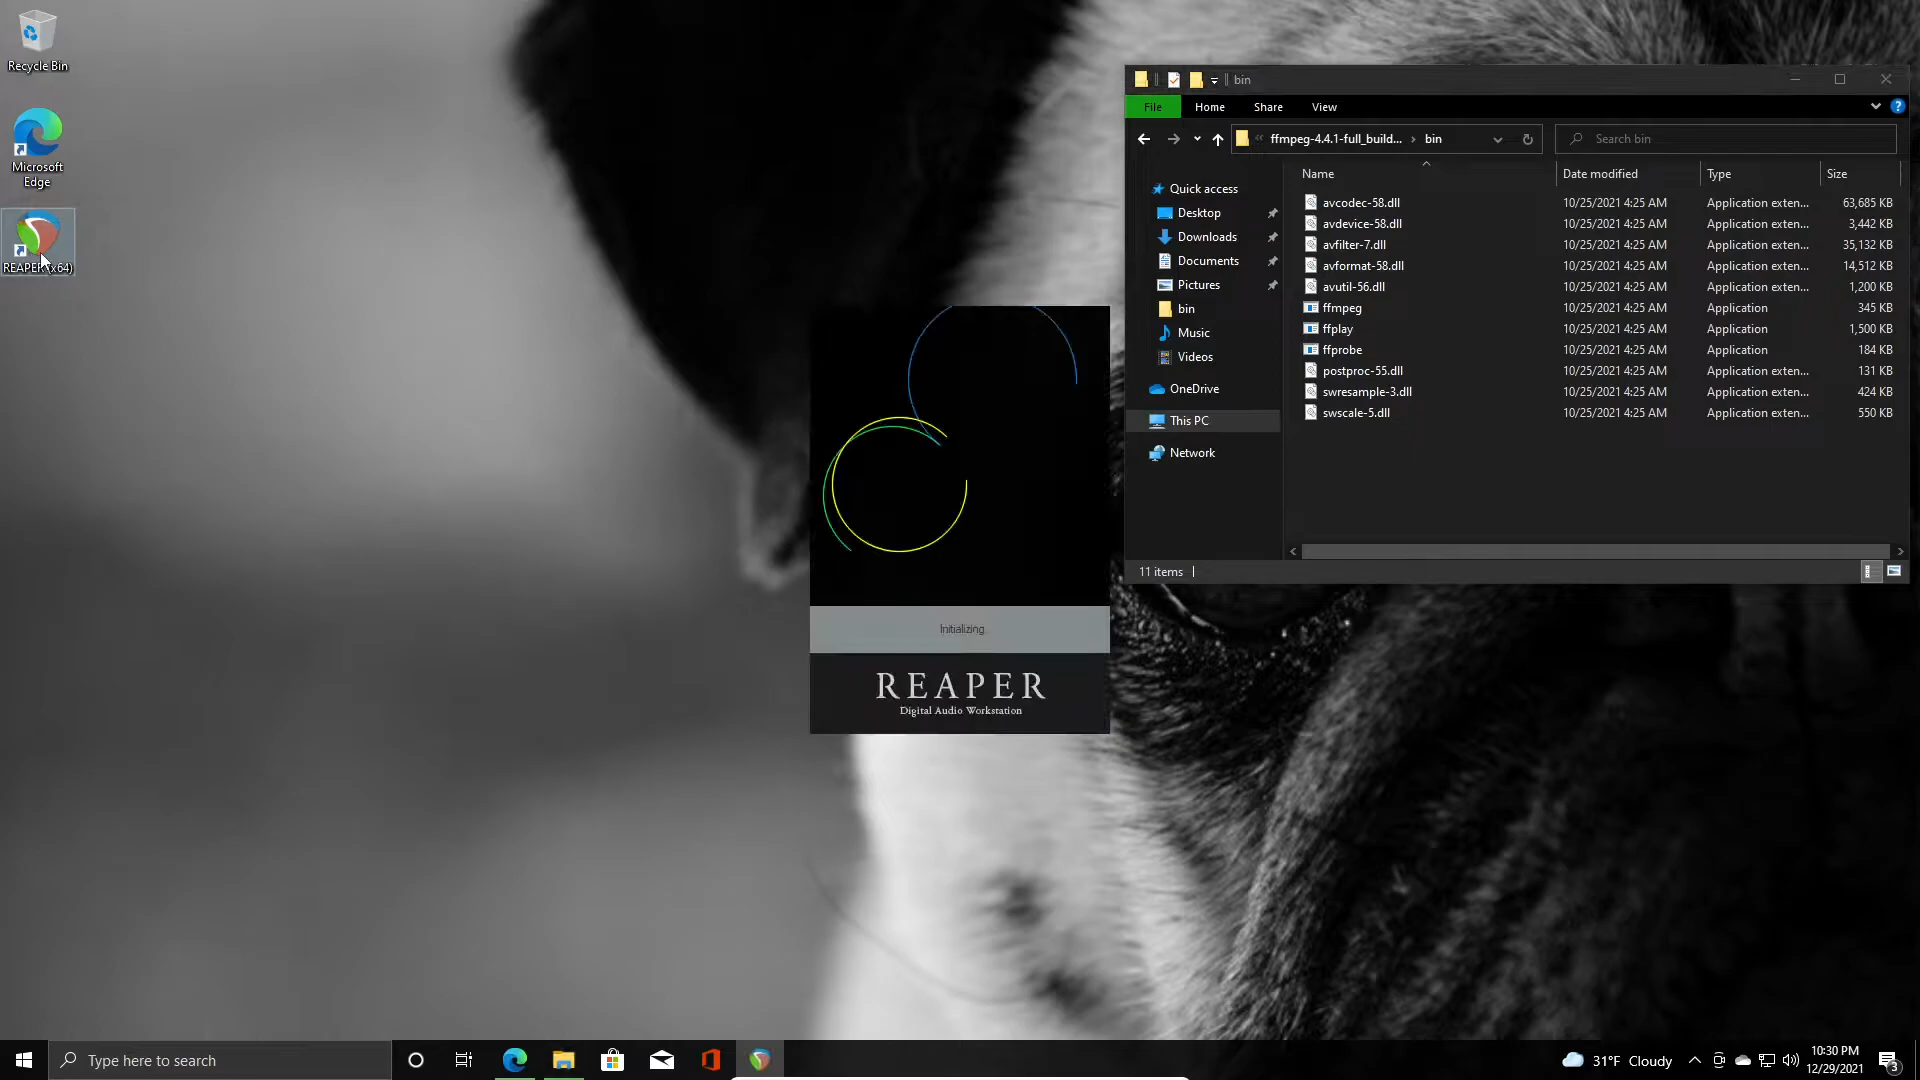 Recycle Bin
Microsoft
Edge
REAPER (x64)
bin
File Home Share View
ffmpeg-4.4.1-full_build... bin
Search bin
Name Date modified Type Size
Quick access
Desktop
Downloads
Documents
Pictures
bin
Music
Videos
OneDrive
This PC
Network
avcodec-58.dll 10/25/2021 4:25 AM Application exten... 63,685 KB
avdevice-58.dll 10/25/2021 4:25 AM Application exten... 3,442 KB
avfilter-7.dll 10/25/2021 4:25 AM Application exten... 35,132 KB
avformat-58.dll 10/25/2021 4:25 AM Application exten... 14,512 KB
avutil-56.dll 10/25/2021 4:25 AM Application exten... 1,200 KB
ffmpeg 10/25/2021 4:25 AM Application 345 KB
ffplay 10/25/2021 4:25 AM Application 1,500 KB
ffprobe 10/25/2021 4:25 AM Application 184 KB
postproc-55.dll 10/25/2021 4:25 AM Application exten... 131 KB
swresample-3.dll 10/25/2021 4:25 AM Application exten... 424 KB
swscale-5.dll 10/25/2021 4:25 AM Application exten... 550 KB
11 items
Initializing
REAPER
Digital Audio Workstation
Type here to search
31°F Cloudy
10:30 PM
12/29/2021
3